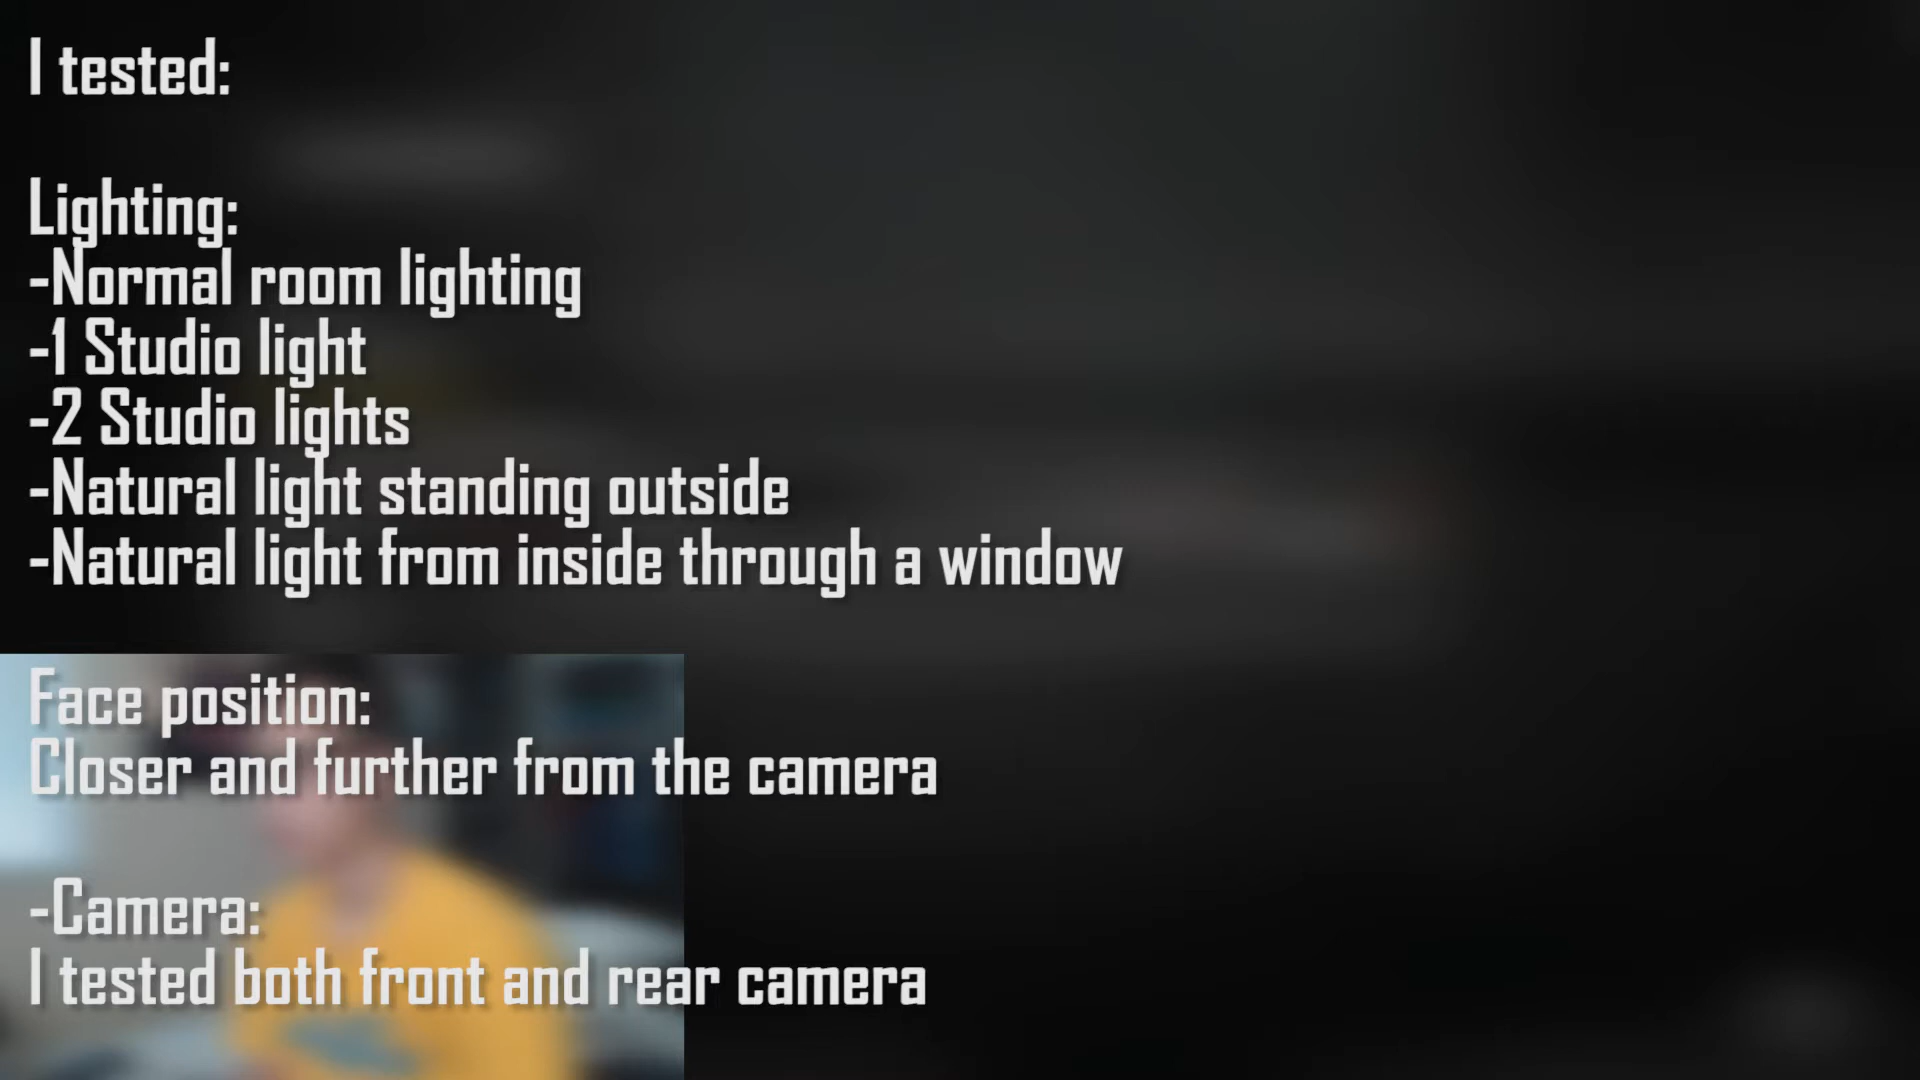 I tested:
Lighting:
-Normal room lighting
-1 Studio light
-2 Studio lights
-Natural light standing outside
-Natural light from inside through a window
Face position:
Closer and further from the camera
-Camera:
I tested both front and rear camera